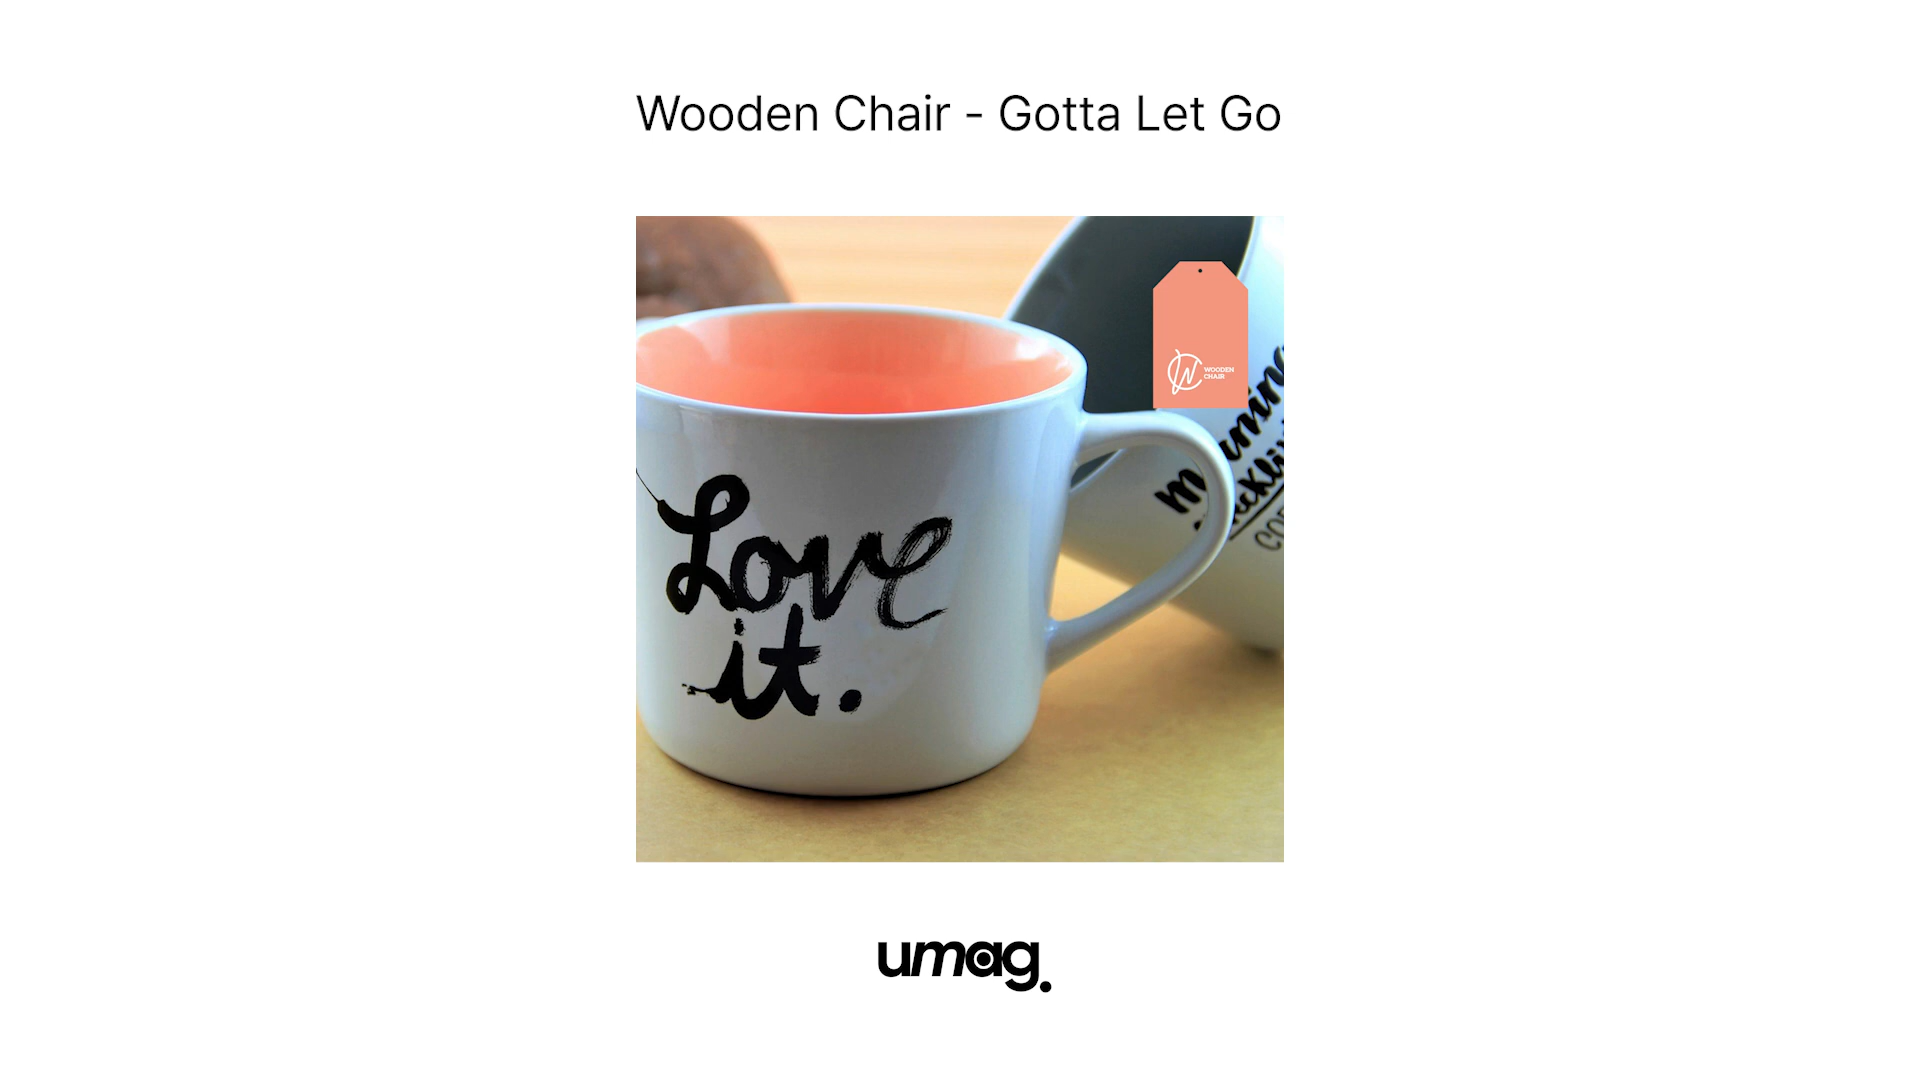 Wooden Chair - Gotta Let Go
WOODEN
CHAIR
Love
it.
umag.